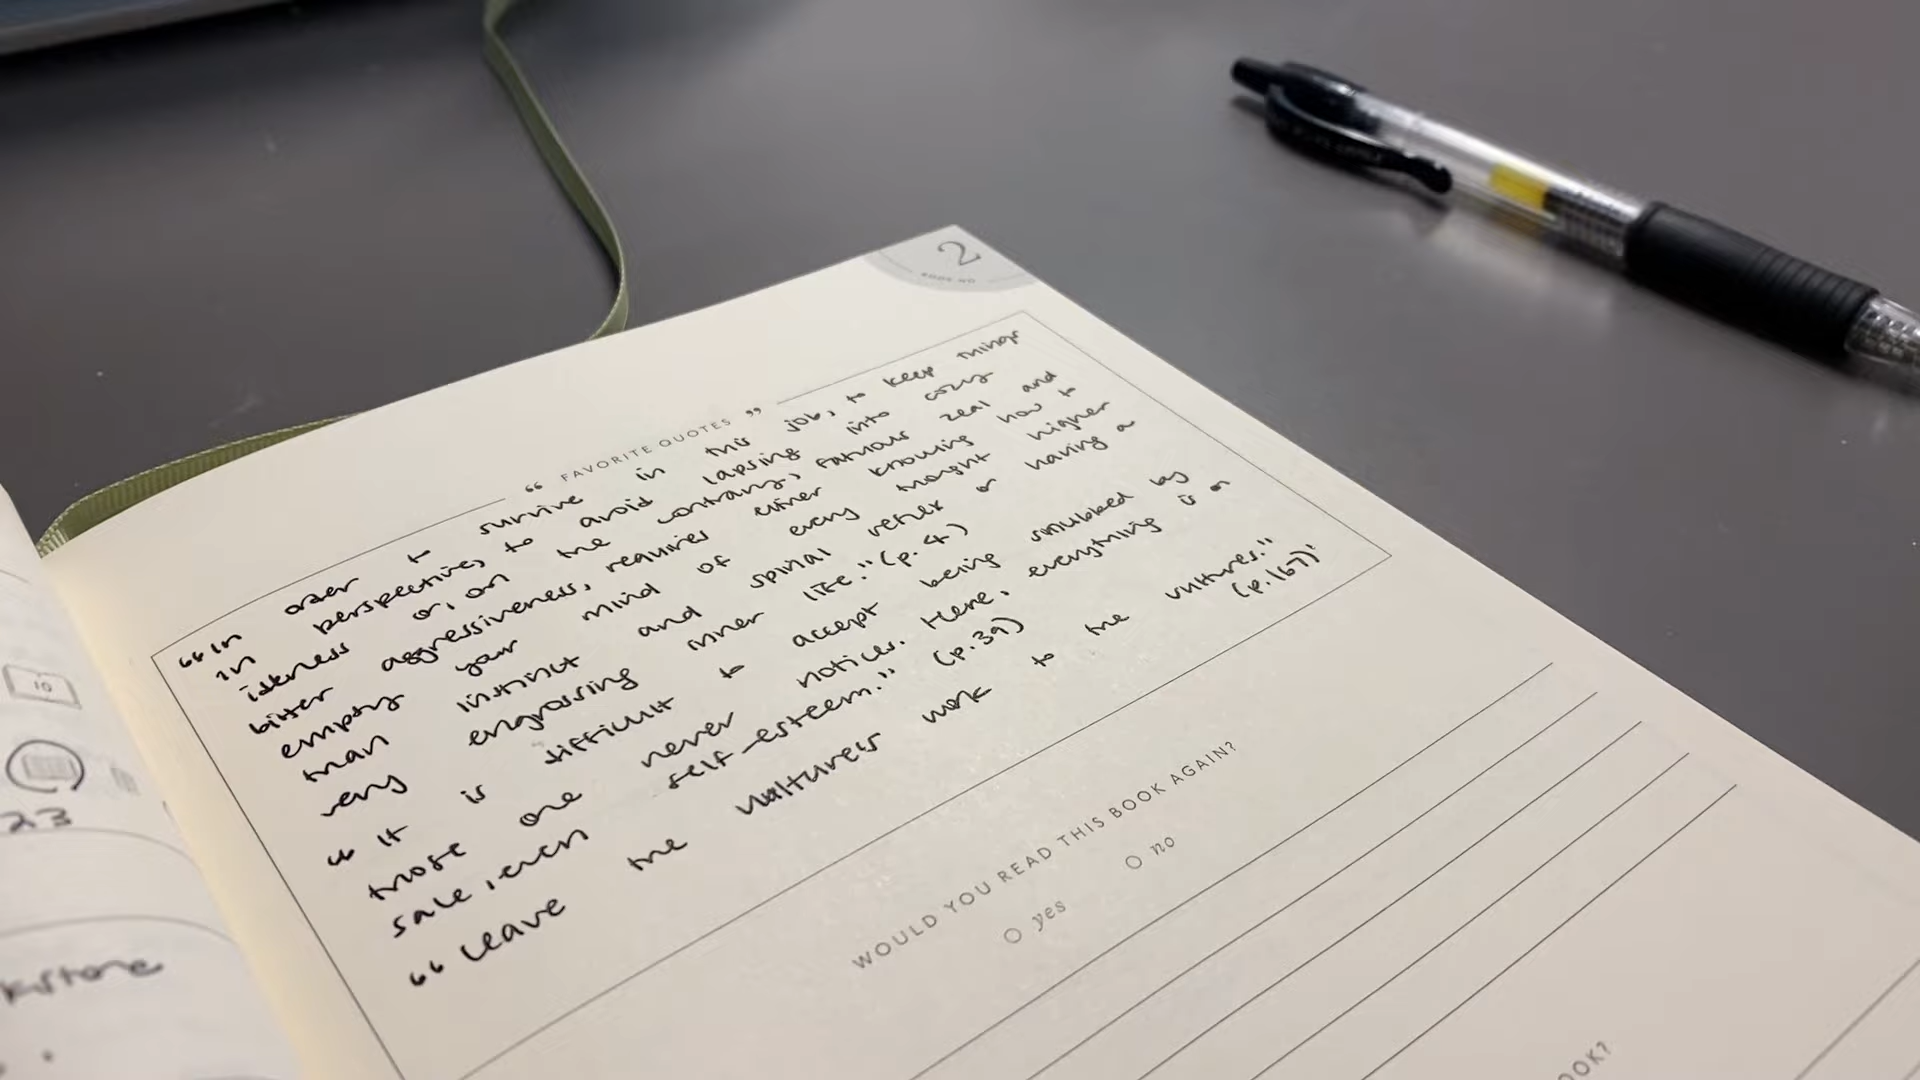 2
BOOK NO
“ FAVORITE QUOTES ”
“In order to survive in this job, to keep things
in perspective, to avoid lapsing into cozy
idleness or, on the contrary, fatuous zeal and
bitter aggressiveness, requires either knowing how to
empty your mind of every thought higher
than instinct and spinal reflex or having a
very engrossing inner life." (p. 4)
“It is difficult to accept being snubbed by
those one never notices. Here, everything is on
sale, even self-esteem." (p. 39)
“Leave the vultures work to the vultures."
(p. 167)
WOULD YOU READ THIS BOOK AGAIN?
yes
no
OOK?
10
23
kstone